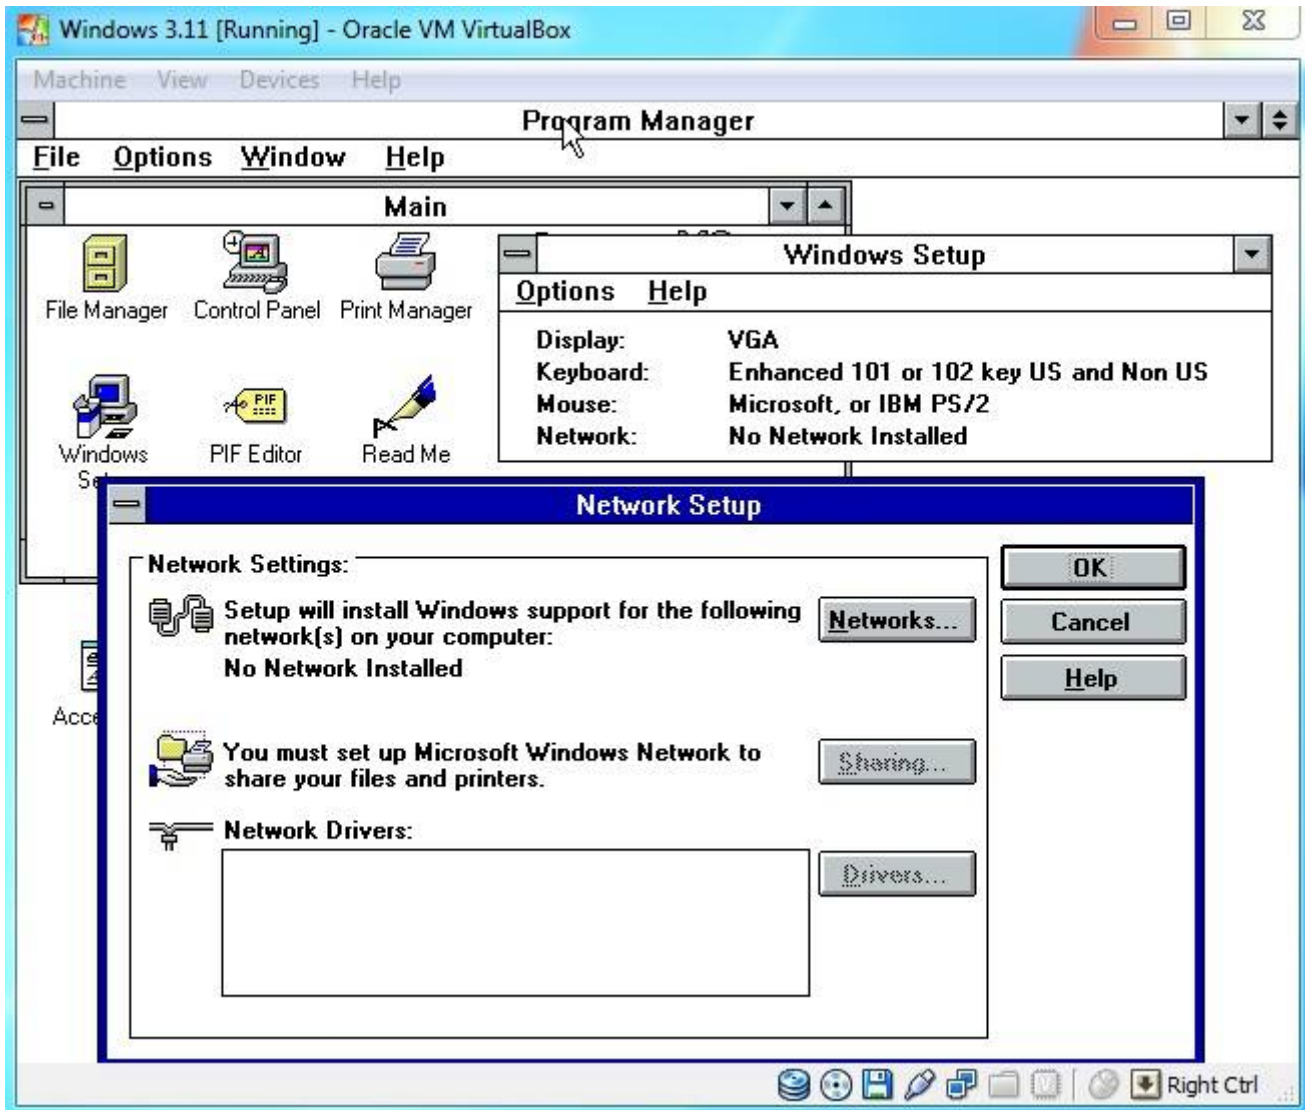 Windows 3.11 [Running] - Oracle VM VirtualBox
Machine View Devices Help
Program Manager
File Options Window Help
Main
File Manager
Control Panel
Print Manager
Windows
PIF
PIF Editor
Read Me
Windows Setup
Options Help
Display: VGA
Keyboard: Enhanced 101 or 102 key US and Non US
Mouse: Microsoft, or IBM PS/2
Network: No Network Installed
Network Setup
Network Settings:
Setup will install Windows support for the following
network(s) on your computer:
No Network Installed
Networks...
You must set up Microsoft Windows Network to
share your files and printers.
Sharing...
Network Drivers:
Drivers...
OK
Cancel
Help
Right Ctrl